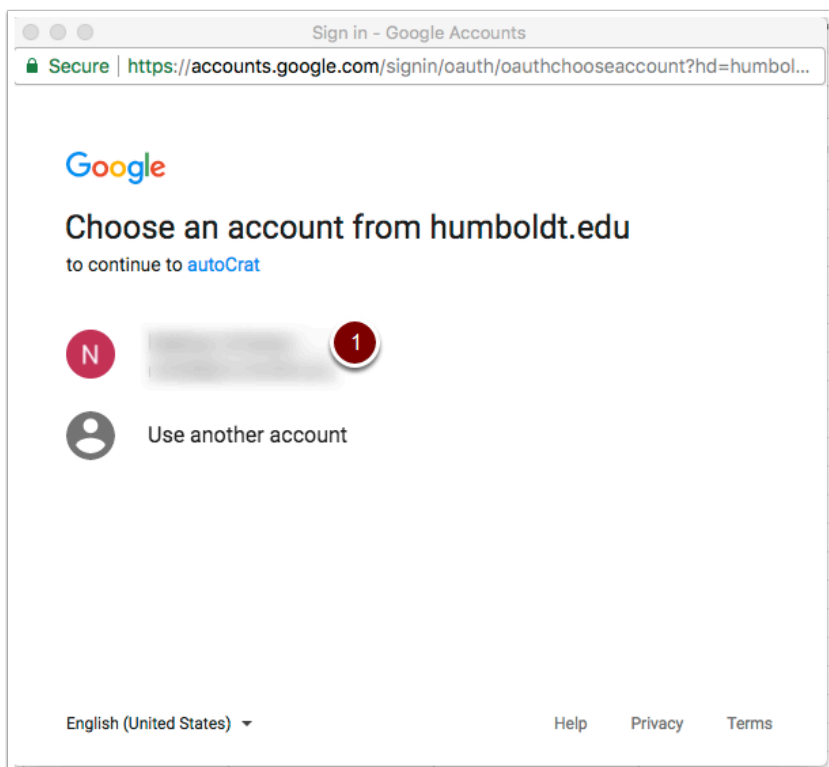 Sign in - Google Accounts
Secure | https://accounts.google.com/signin/oauth/oauthchooseaccount?hd=humbol...
Google
Choose an account from humboldt.edu
to continue to autoCrat
N
1
Use another account
English (United States)
Help Privacy Terms